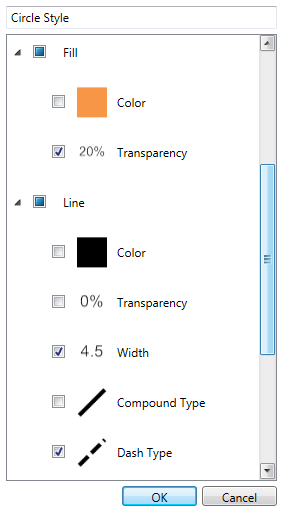 Circle Style
Fill
Color
20% Transparency
Line
Color
0% Transparency
4.5 Width
Compound Type
Dash Type
OK Cancel